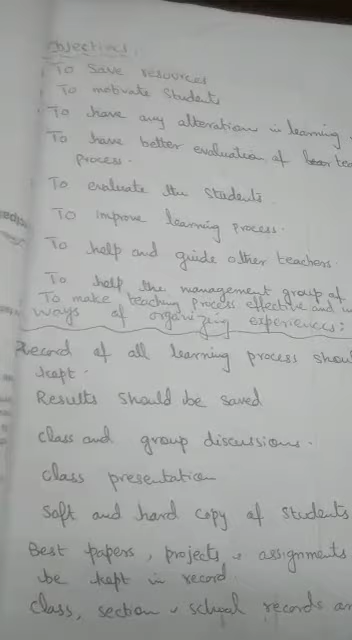 Objectives:
To save resources
To motivate students
To have any alteration in learning
To have better evaluation of
process.
To evaluate the students.
To improve learning process.
To help and guide other teachers.
To help the management group of
To make teaching process effective and
ways of organizing experiences:
Record of all learning process should
kept.
Results should be saved
Class and group discussions.
Class presentation
Soft and hard copy of students
Best papers, projects, assignments
be kept in record.
Class, section school records